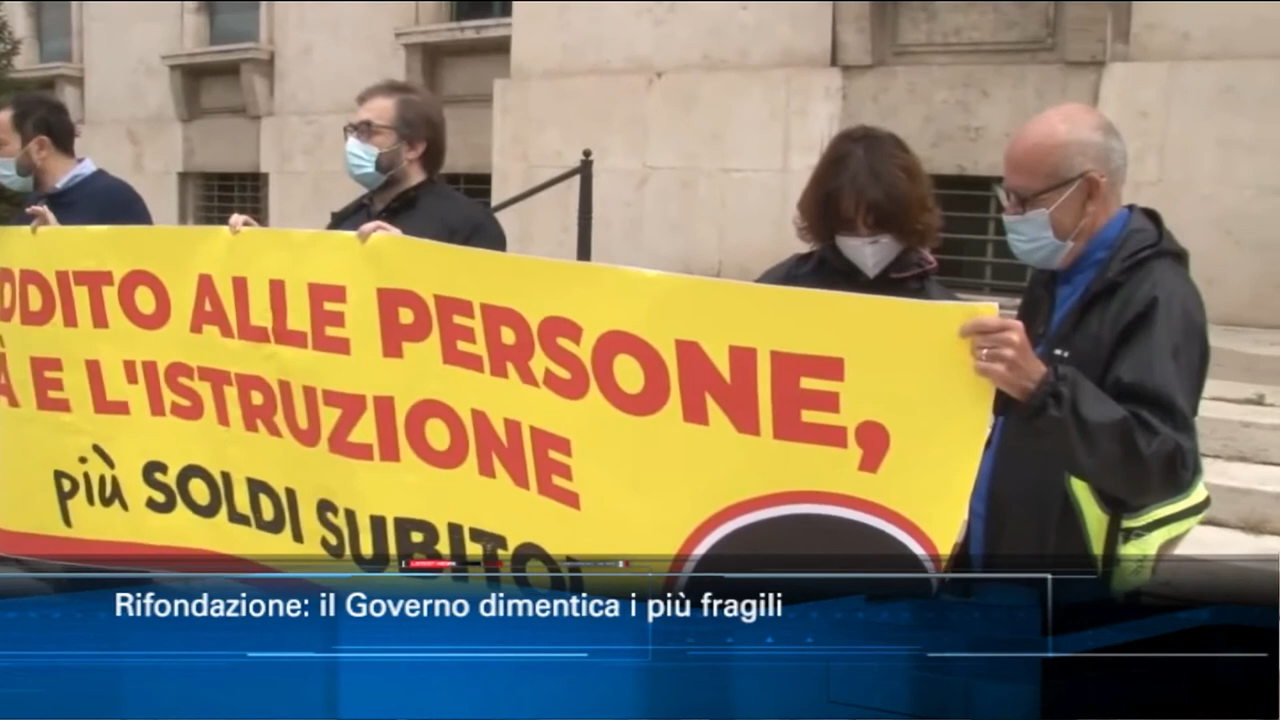 DDITO ALLE PERSONE,
À E L'ISTRUZIONE
più SOLDI SUBITO!
Rifondazione: il Governo dimentica i più fragili